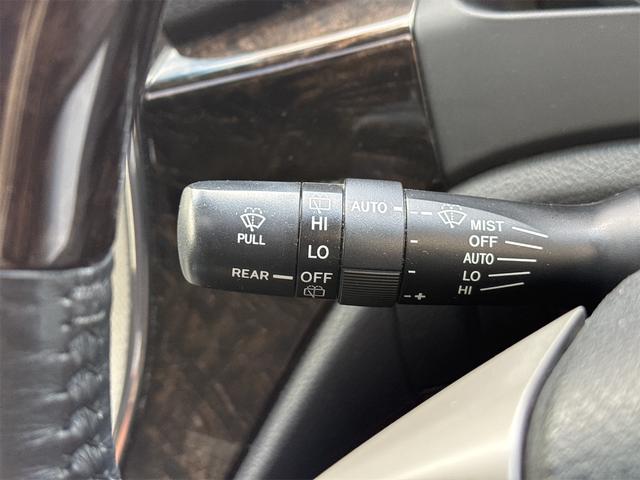 PULL
REAR
HI
LO
OFF
AUTO
- +
MIST
OFF
AUTO
LO
HI